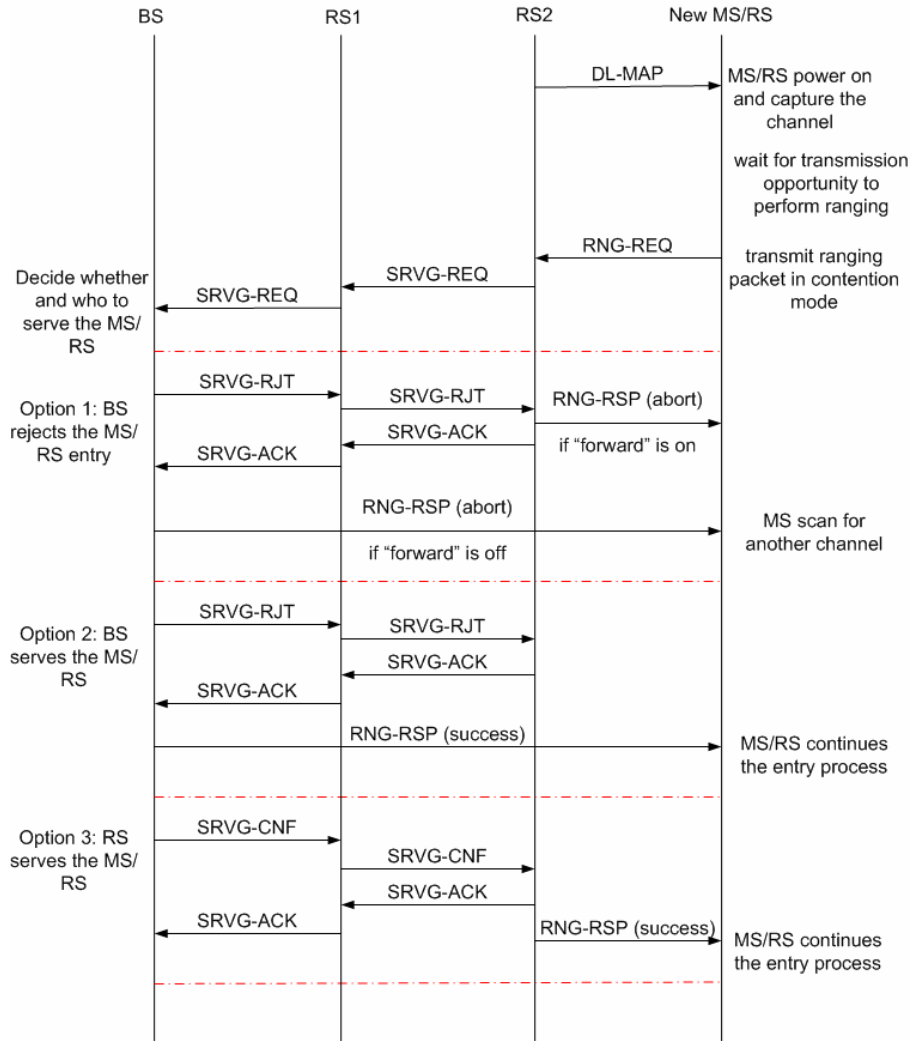 BS
RS1
RS2
New MS/RS
DL-MAP
MS/RS power on
and capture the
channel
wait for transmission
opportunity to
perform ranging
RNG-REQ
transmit ranging
packet in contention
mode
SRVG-REQ
SRVG-REQ
Decide whether
and who to
serve the MS/
RS
Option 1: BS
rejects the MS/
RS entry
SRVG-RJT
SRVG-RJT
RNG-RSP (abort)
if “forward” is on
SRVG-ACK
SRVG-ACK
RNG-RSP (abort)
if “forward” is off
MS scan for
another channel
Option 2: BS
serves the MS/
RS
SRVG-RJT
SRVG-RJT
SRVG-ACK
SRVG-ACK
RNG-RSP (success)
MS/RS continues
the entry process
Option 3: RS
serves the MS/
RS
SRVG-CNF
SRVG-CNF
SRVG-ACK
SRVG-ACK
RNG-RSP (success)
MS/RS continues
the entry process